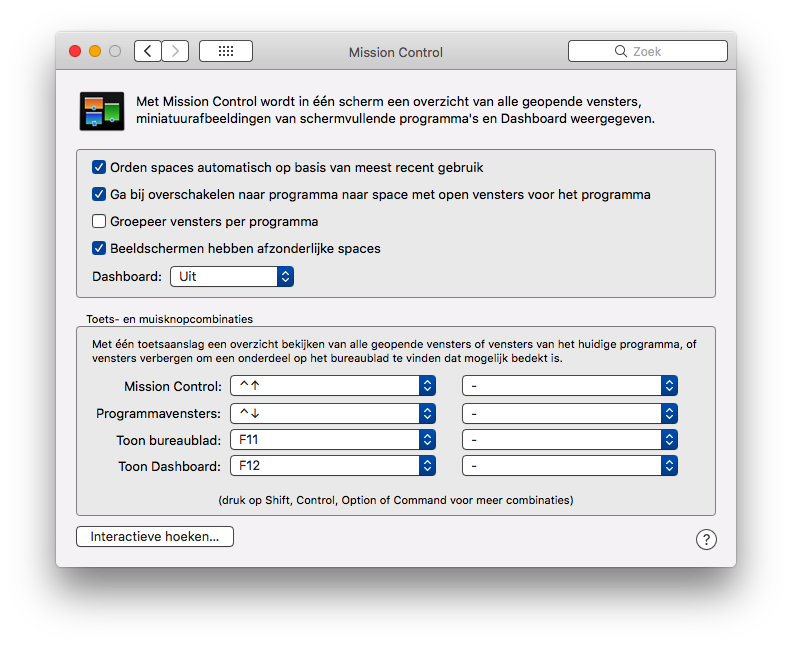 Mission Control
Zoek
Met Mission Control wordt in één scherm een overzicht van alle geopende vensters,
miniatuurafbeeldingen van schermvullende programma's en Dashboard weergegeven.
Orden spaces automatisch op basis van meest recent gebruik
Ga bij overschakelen naar programma naar space met open vensters voor het programma
Groepeer vensters per programma
Beeldschermen hebben afzonderlijke spaces
Dashboard: Uit
Toets- en muisknopcombinaties
Met één toetsaanslag een overzicht bekijken van alle geopende vensters of vensters van het huidige programma, of
vensters verbergen om een onderdeel op het bureaublad te vinden dat mogelijk bedekt is.
Mission Control: ^↑ -
Programmavensters: ^↓ -
Toon bureaublad: F11 -
Toon Dashboard: F12 -
(druk op Shift, Control, Option of Command voor meer combinaties)
Interactieve hoeken... ?